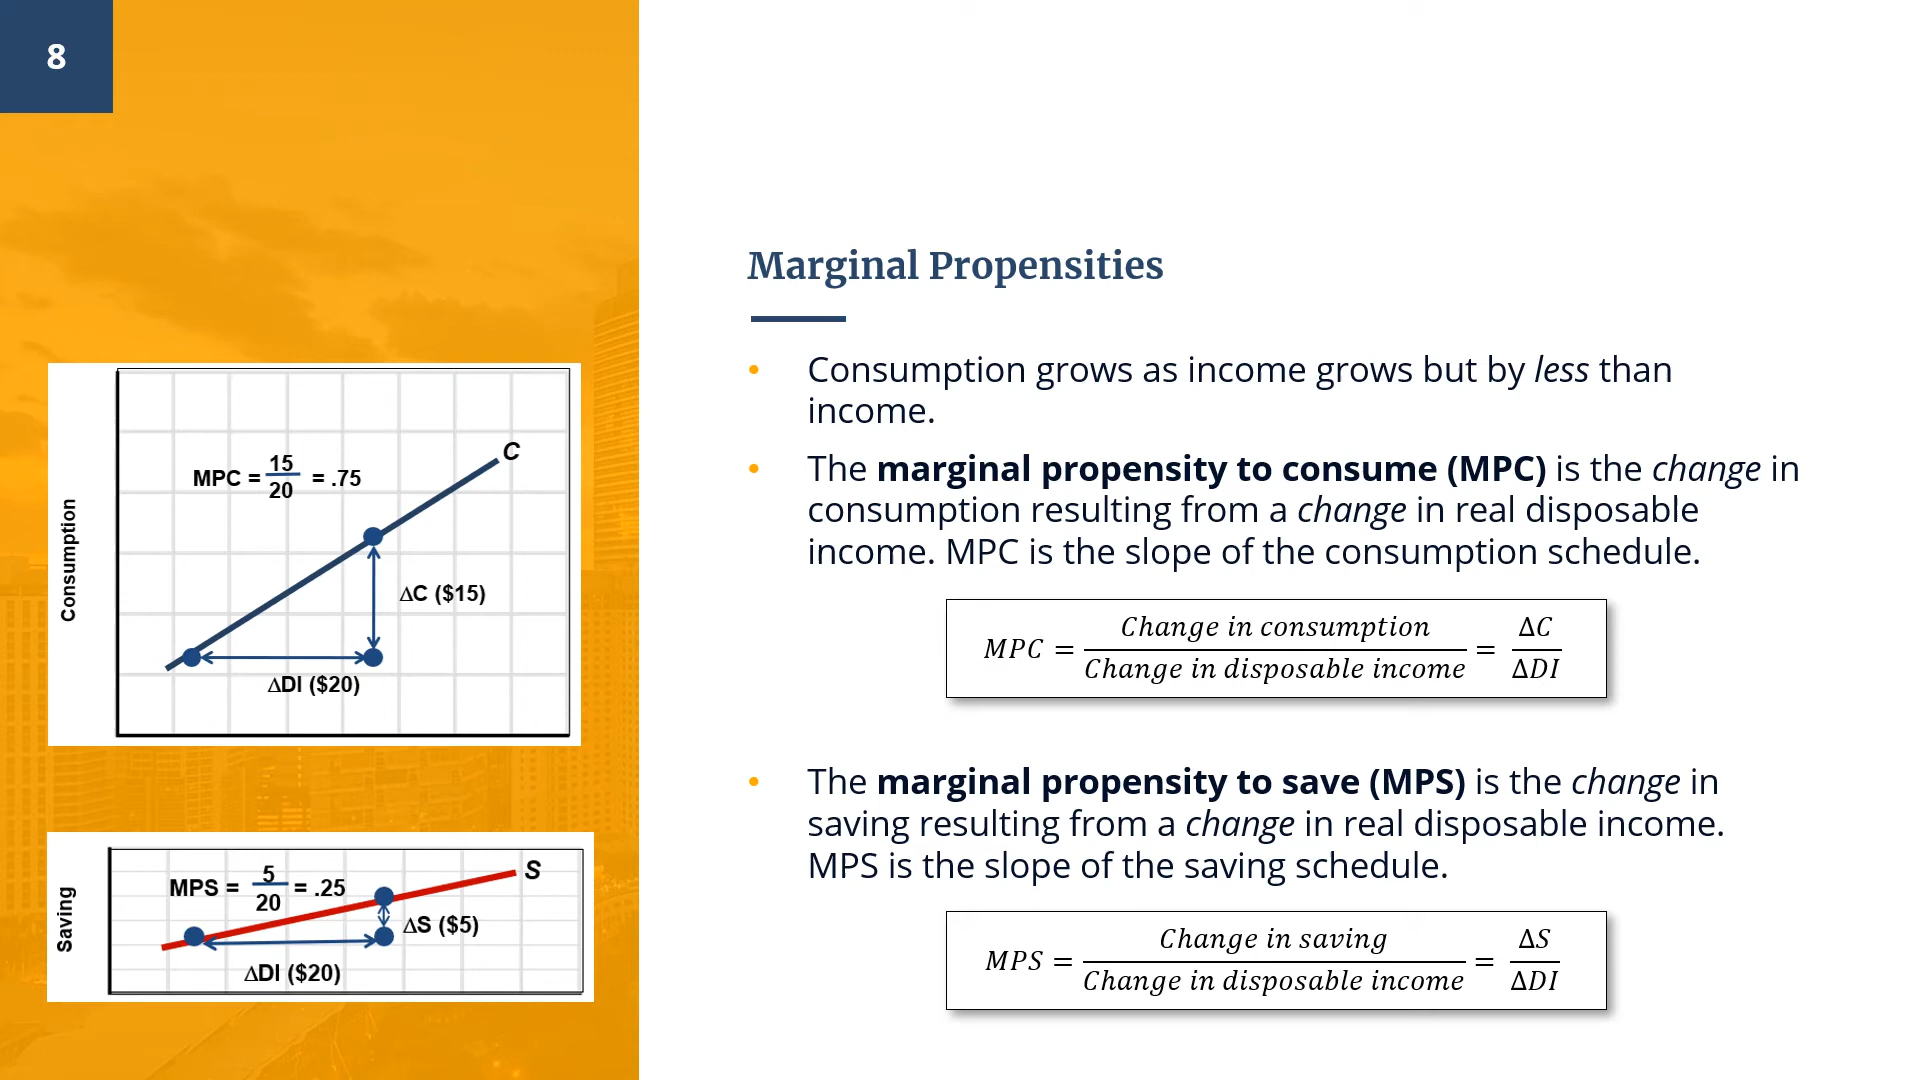 8
Marginal Propensities
• Consumption grows as income grows but by less than
income.
• The marginal propensity to consume (MPC) is the change in
consumption resulting from a change in real disposable
income. MPC is the slope of the consumption schedule.
MPC = Change in consumption / Change in disposable income = ΔC / ΔDI
• The marginal propensity to save (MPS) is the change in
saving resulting from a change in real disposable income.
MPS is the slope of the saving schedule.
MPS = Change in saving / Change in disposable income = ΔS / ΔDI
Consumption
C
MPC = 15 / 20 = .75
ΔC ($15)
ΔDI ($20)
Saving
S
MPS = 5 / 20 = .25
ΔS ($5)
ΔDI ($20)